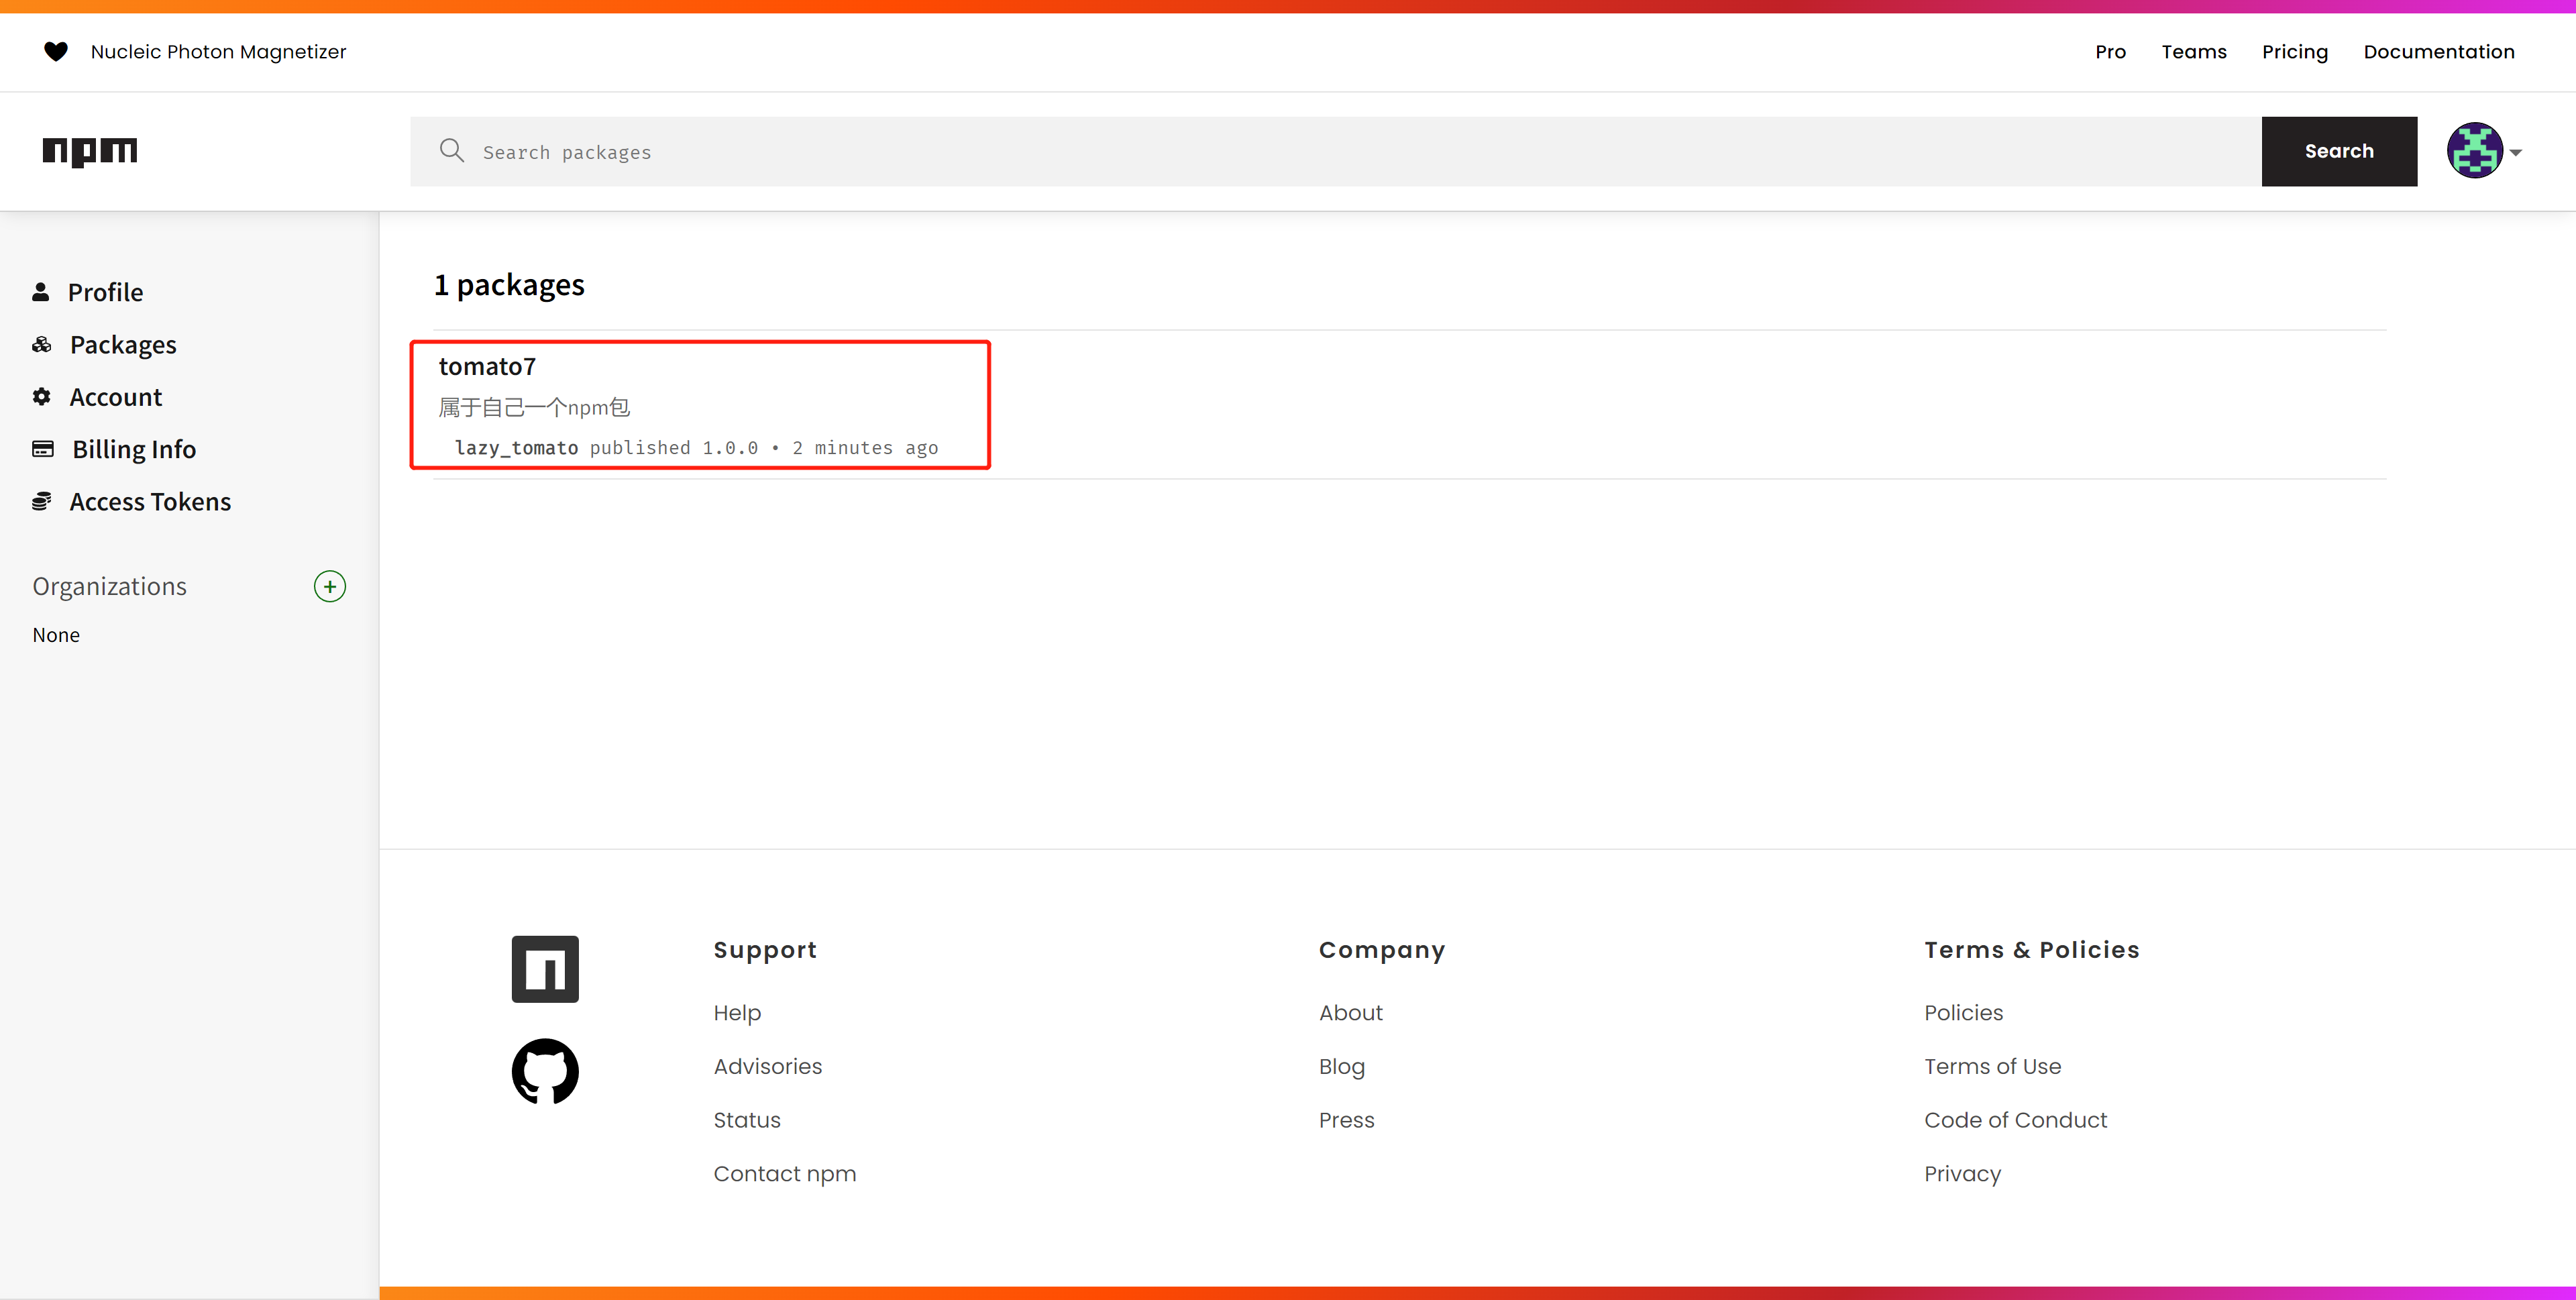 Nucleic Photon Magnetizer
Pro Teams Pricing Documentation
npm
Search packages
Search
Profile
Packages
Account
Billing Info
Access Tokens
Organizations
None
1 packages
tomato7
属于自己一个npm包
lazy_tomato published 1.0.0 • 2 minutes ago
Support
Help
Advisories
Status
Contact npm
Company
About
Blog
Press
Terms & Policies
Policies
Terms of Use
Code of Conduct
Privacy